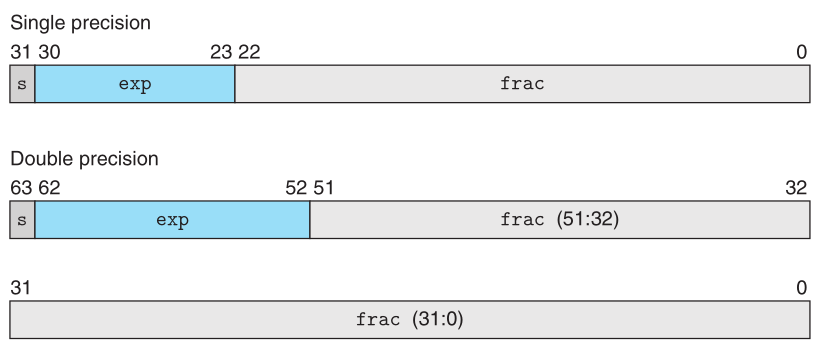 Single precision
31 30 23 22 0
s exp frac
Double precision
63 62 52 51 32
s exp frac (51:32)
31 0
frac (31:0)